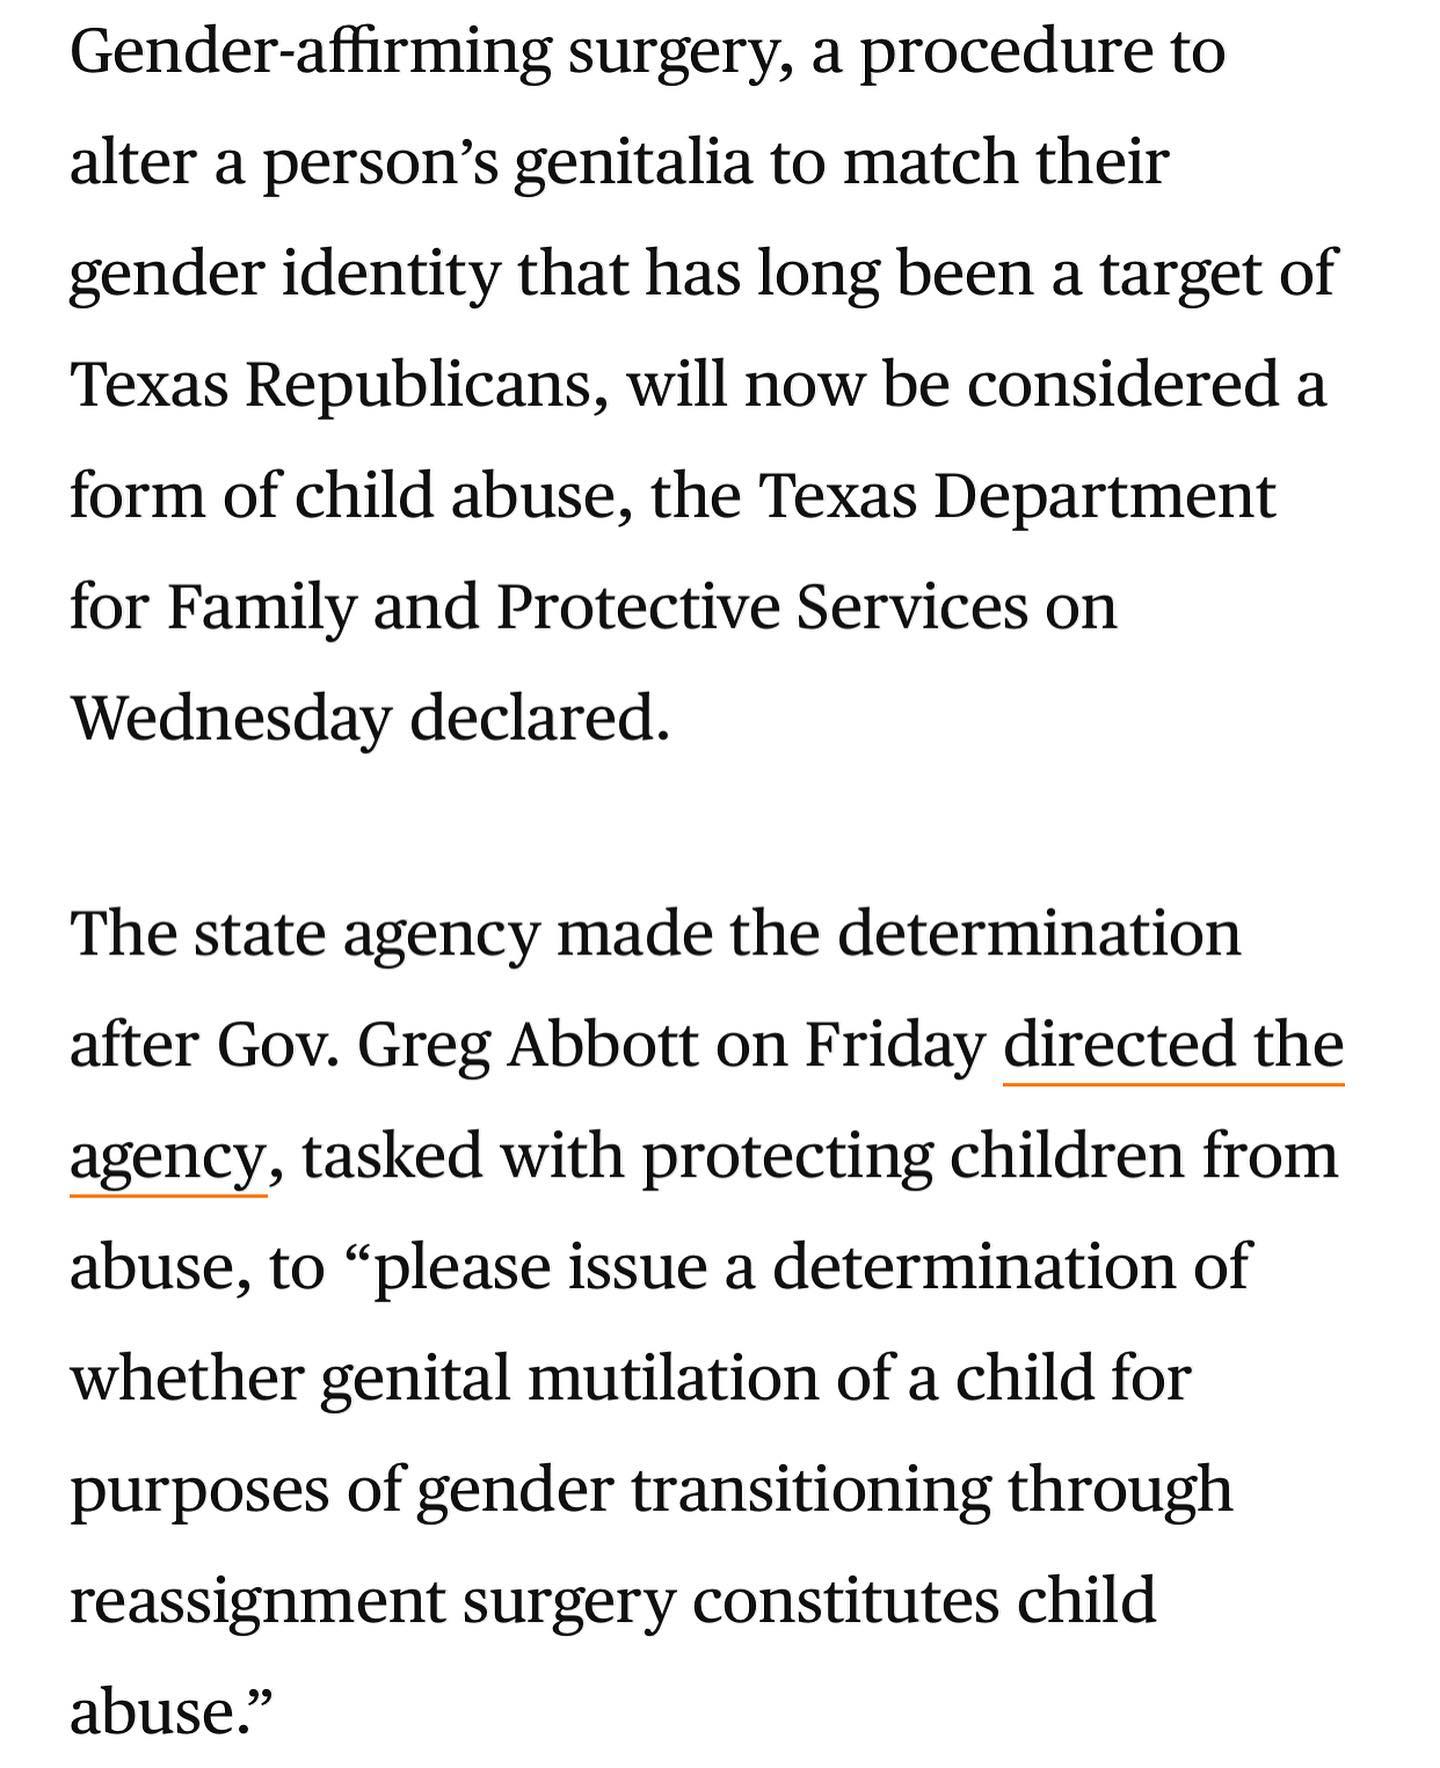 Gender-affirming surgery, a procedure to
alter a person’s genitalia to match their
gender identity that has long been a target of
Texas Republicans, will now be considered a
form of child abuse, the Texas Department
for Family and Protective Services on
Wednesday declared.
The state agency made the determination
after Gov. Greg Abbott on Friday directed the
agency, tasked with protecting children from
abuse, to “please issue a determination of
whether genital mutilation of a child for
purposes of gender transitioning through
reassignment surgery constitutes child
abuse.”